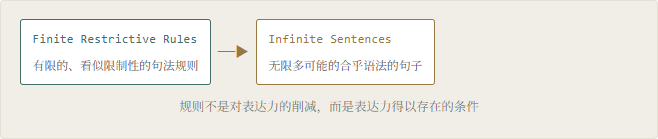 Finite Restrictive Rules
有限的、看似限制性的句法规则
Infinite Sentences
无限多可能的合乎语法的句子
规则不是对表达力的削减，而是表达力得以存在的条件